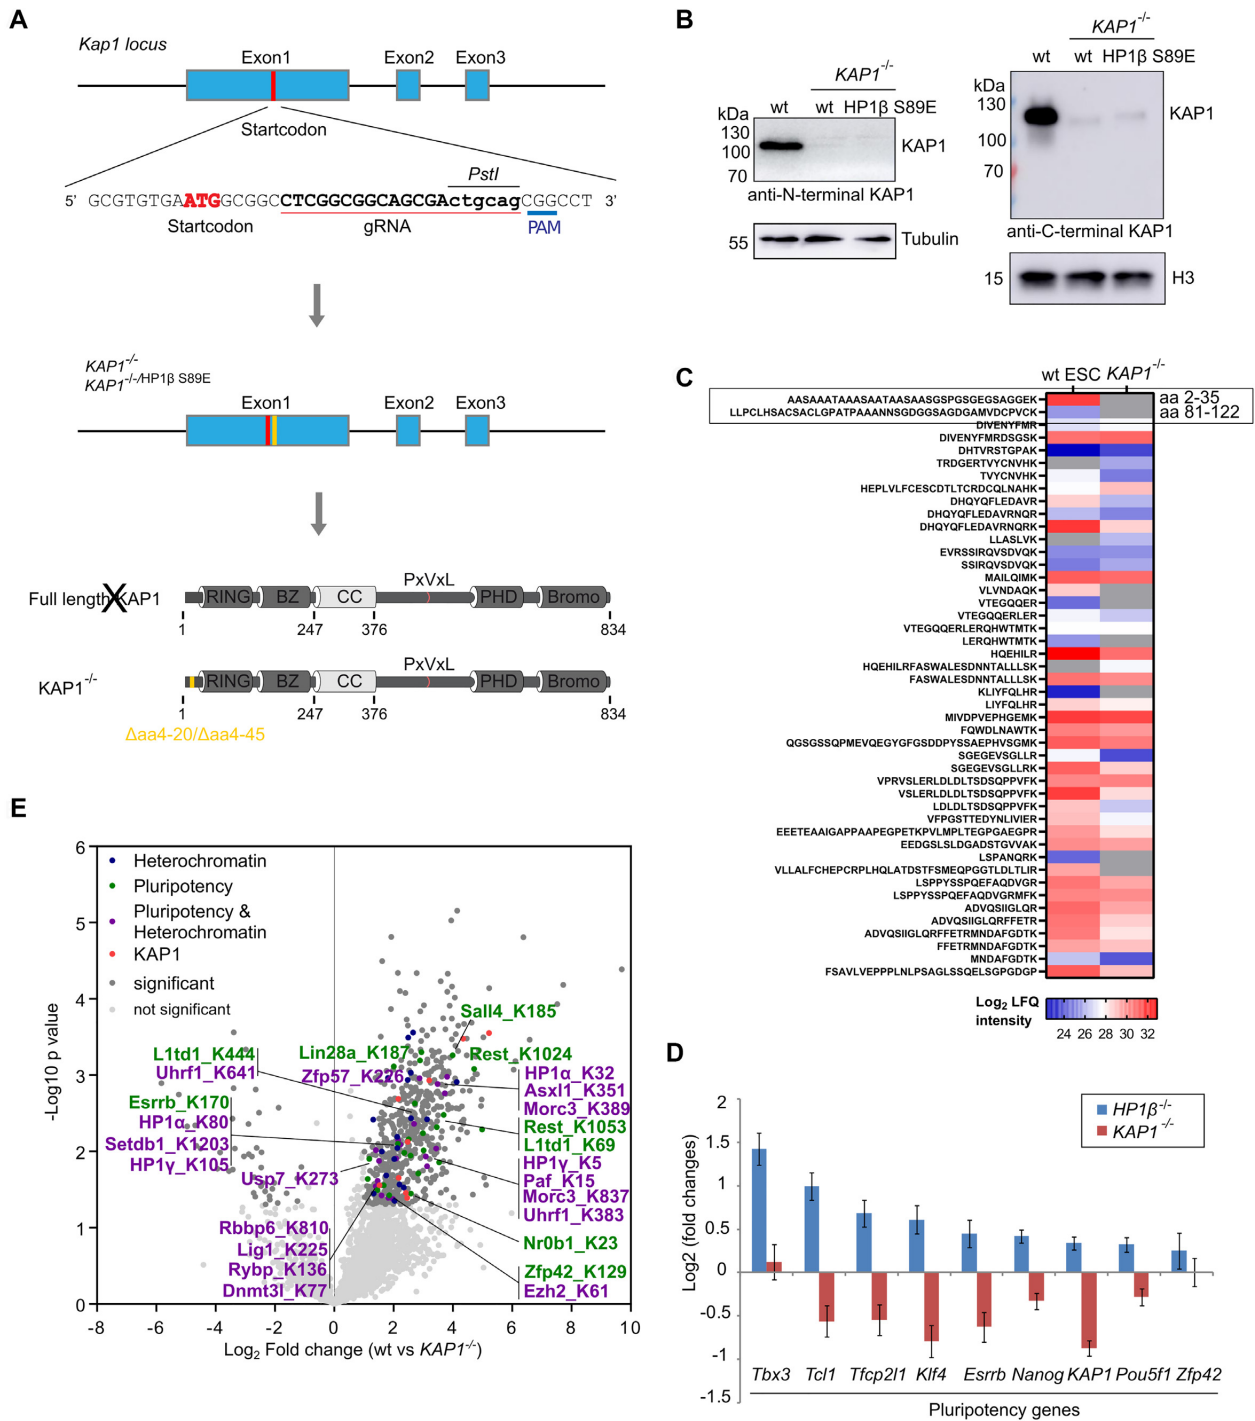 A
Kap1 locus
Exon1
Exon2
Exon3
Startcodon
PstI
5' GCGTGTGAATGGCGGCCTCGGCGGCAGCGActgcagCGGCCT 3'
Startcodon
gRNA
PAM
KAP1-/-
KAP1-/-/HP1β S89E
Exon1
Exon2
Exon3
Full length KAP1
X
PxVxL
RING
BZ
CC
PHD
Bromo
1
247
376
834
KAP1-/-
PxVxL
RING
BZ
CC
PHD
Bromo
1
247
376
834
Δaa4-20/Δaa4-45
B
KAP1-/-
kDa
wt
wt
HP1β S89E
130
100
70
KAP1
anti-N-terminal KAP1
55
Tubulin
KAP1-/-
wt
wt
HP1β S89E
kDa
130
100
70
KAP1
anti-C-terminal KAP1
15
H3
C
wt ESC
KAP1-/-
AASAAATAAASAATAASAASGSPGSGEGSAGGEK
aa 2-35
LLPCLHSACSACLGPATPAAANNSGDGGSAGDGAMVDCPVCK
aa 81-122
DIVENYFMR
DIVENYFMRDSGSK
DHTVRSTGPAK
TRDGERTVYCNVHK
TVYCNVHK
HEPLVLFCESCDTLTCRDCQLNAHK
DHQYQFLEDAVR
DHQYQFLEDAVRNQR
DHQYQFLEDAVRNQRK
LLASLVK
EVRSSIRQVSDVQK
SSIRQVSDVQK
MAILQIMK
VLVNDAQK
VTEGQQER
VTEGQQERLER
VTEGQQERLERQHWTMTK
LERQHWTMTK
HQEHILR
HQEHILRFASWALESDNNTALLLSK
FASWALESDNNTALLLSK
KLIYFQLHR
LIYFQLHR
MIVDPVEPHGEMK
FQWDLNAWTK
QGSGSSQPMEVQEGYGFGSDDPYSSAEPHVSGMK
SGEGEVSGLLR
SGEGEVSGLLRK
VPRVSLERLDLDLTSDSQPPVFK
VSLERLDLDLTSDSQPPVFK
LDLDLTSDSQPPVFK
VFPGSTTEDYNLIVIER
EEETEAAIGAPPAAPEGPETKPVLMPLTEGPGAEGPR
EEDGSLSLDGADSTGVVAK
LSPANQRK
VLLALFCHEPCRPLHQLATDSTFSMEQPGGTLDLTLIR
LSPPYSSPQEFAQDVGR
LSPPYSSPQEFAQDVGRMFK
ADVQSIIGLQR
ADVQSIIGLQRFFETR
ADVQSIIGLQRFFETRMNDAFGDTK
FFETRMNDAFGDTK
MNDAFGDTK
FSAVLVEPPPLNLPSAGLSSQELSGPGDGP
Log2 LFQ
intensity
24 26 28 30 32
D
Log2 (fold changes)
2
1.5
1
0.5
0
-0.5
-1
-1.5
HP1β-/-
KAP1-/-
Tbx3
Tcl1
Tfcp2l1
Klf4
Esrrb
Nanog
KAP1
Pou5f1
Zfp42
Pluripotency genes
E
-Log10 p value
6
5
4
3
2
1
0
Heterochromatin
Pluripotency
Pluripotency &
Heterochromatin
KAP1
significant
not significant
Sall4_K185
L1td1_K444
Lin28a_K187
Rest_K1024
Uhrf1_K641
Zfp57_K226
HP1α_K32
Asxl1_K351
Morc3_K389
Esrrb_K170
HP1α_K80
Rest_K1053
Setdb1_K1203
L1td1_K69
HP1γ_K105
HP1γ_K5
Usp7_K273
Paf_K15
Morc3_K837
Uhrf1_K383
Rbbp6_K810
Lig1_K225
Nr0b1_K23
Rybp_K136
Zfp42_K129
Dnmt3l_K77
Ezh2_K61
-8 -6 -4 -2 0 2 4 6 8 10
Log2 Fold change (wt vs KAP1-/-)